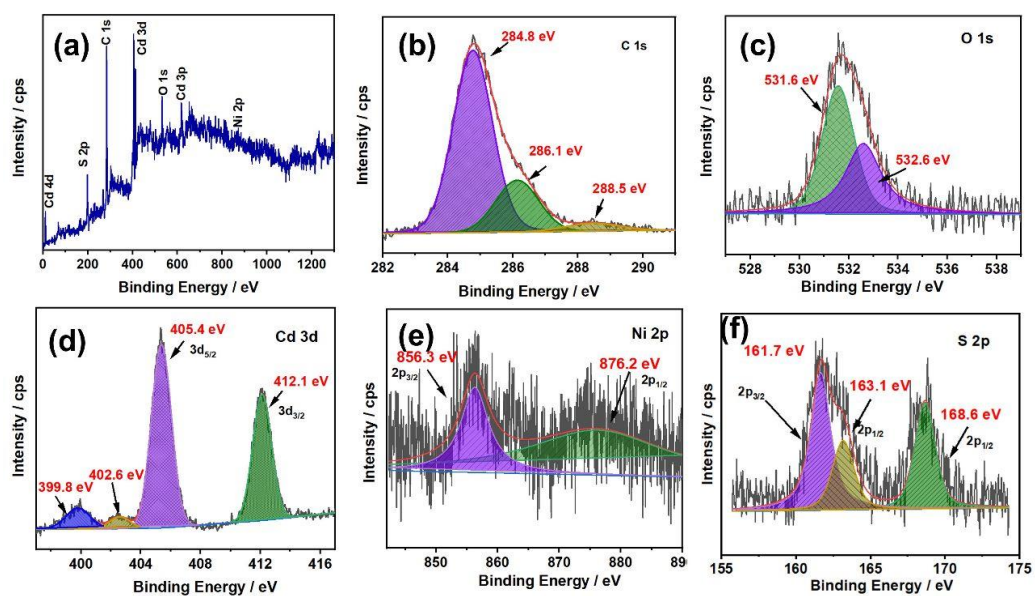 (a)
Intensity / cps
Cd 4d
S 2p
C 1s
Cd 3d
O 1s
Cd 3p
Ni 2p
0 200 400 600 800 1000 1200
Binding Energy / eV
(b)
C 1s
Intensity / cps
284.8 eV
286.1 eV
288.5 eV
282 284 286 288 290
Binding Energy / eV
(c)
O 1s
Intensity / cps
531.6 eV
532.6 eV
528 530 532 534 536 538
Binding Energy / eV
(d)
Cd 3d
Intensity / cps
405.4 eV
3d5/2
412.1 eV
3d3/2
399.8 eV
402.6 eV
400 404 408 412 416
Binding Energy / eV
(e)
Ni 2p
Intensity / cps
856.3 eV
2p3/2
876.2 eV
2p1/2
850 860 870 880 89
Binding Energy / eV
(f)
S 2p
Intensity / cps
161.7 eV
2p3/2
163.1 eV
2p1/2
168.6 eV
2p1/2
155 160 165 170 175
Binding Energy / eV